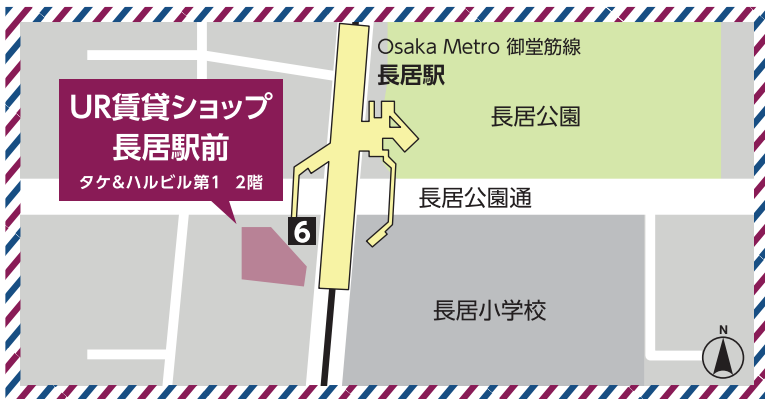 Osaka Metro 御堂筋線
長居駅
UR賃貸ショップ
長居駅前
タケ&ハルビル第1 2階
長居公園
長居公園通
6
長居小学校
N